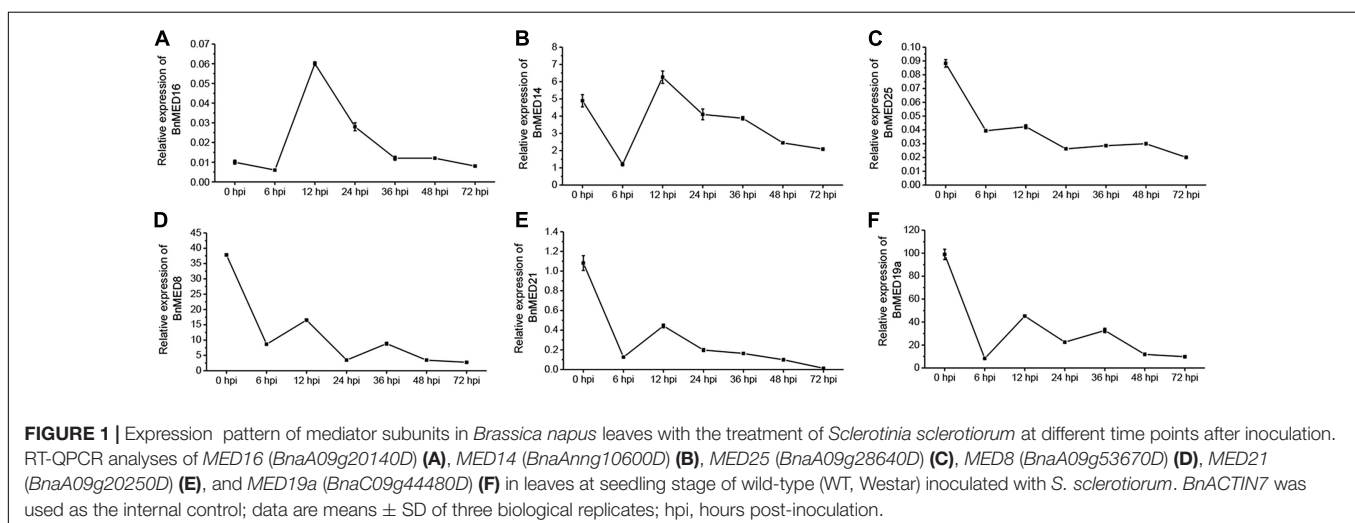 A
Relative expression of
BnMED16
0.07
0.06
0.05
0.04
0.03
0.02
0.01
0.00
0 hpi 6 hpi 12 hpi 24 hpi 36 hpi 48 hpi 72 hpi
B
Relative expression of
BnMED14
8
7
6
5
4
3
2
1
0
0 hpi 6 hpi 12 hpi 24 hpi 36 hpi 48 hpi 72 hpi
C
Relative expression of
BnMED25
0.10
0.09
0.08
0.07
0.06
0.05
0.04
0.03
0.02
0.01
0.00
0 hpi 6 hpi 12 hpi 24 hpi 36 hpi 48 hpi 72 hpi
D
Relative expression of
BnMED8
45
40
35
30
25
20
15
10
5
0
0 hpi 6 hpi 12 hpi 24 hpi 36 hpi 48 hpi 72 hpi
E
Relative expression of
BnMED21
1.4
1.2
1.0
0.8
0.6
0.4
0.2
0.0
0 hpi 6 hpi 12 hpi 24 hpi 36 hpi 48 hpi 72 hpi
F
Relative expression of
BnMED19a
120
100
80
60
40
20
0
0 hpi 6 hpi 12 hpi 24 hpi 36 hpi 48 hpi 72 hpi
FIGURE 1 | Expression pattern of mediator subunits in Brassica napus leaves with the treatment of Sclerotinia sclerotiorum at different time points after inoculation.
RT-QPCR analyses of MED16 (BnaA09g20140D) (A), MED14 (BnaAnng10600D) (B), MED25 (BnaA09g28640D) (C), MED8 (BnaA09g53670D) (D), MED21
(BnaA09g20250D) (E), and MED19a (BnaC09g44480D) (F) in leaves at seedling stage of wild-type (WT, Westar) inoculated with S. sclerotiorum. BnACTIN7 was
used as the internal control; data are means ± SD of three biological replicates; hpi, hours post-inoculation.